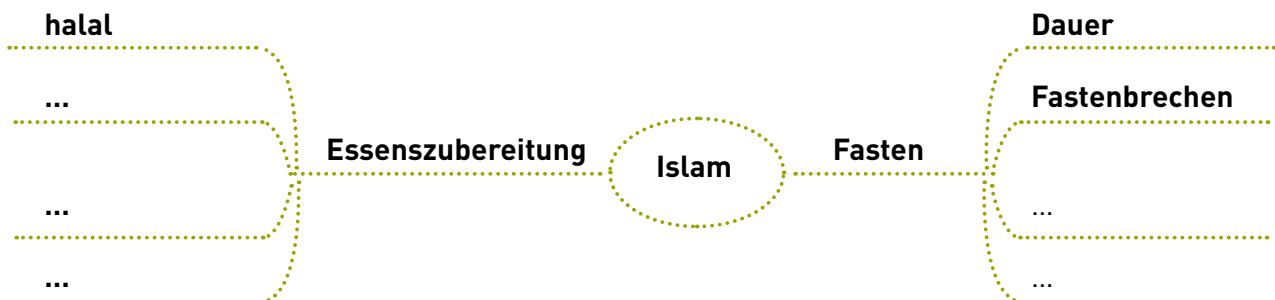 halal
...
...
...
Essenszubereitung
Islam
Fasten
Dauer
Fastenbrechen
...
...